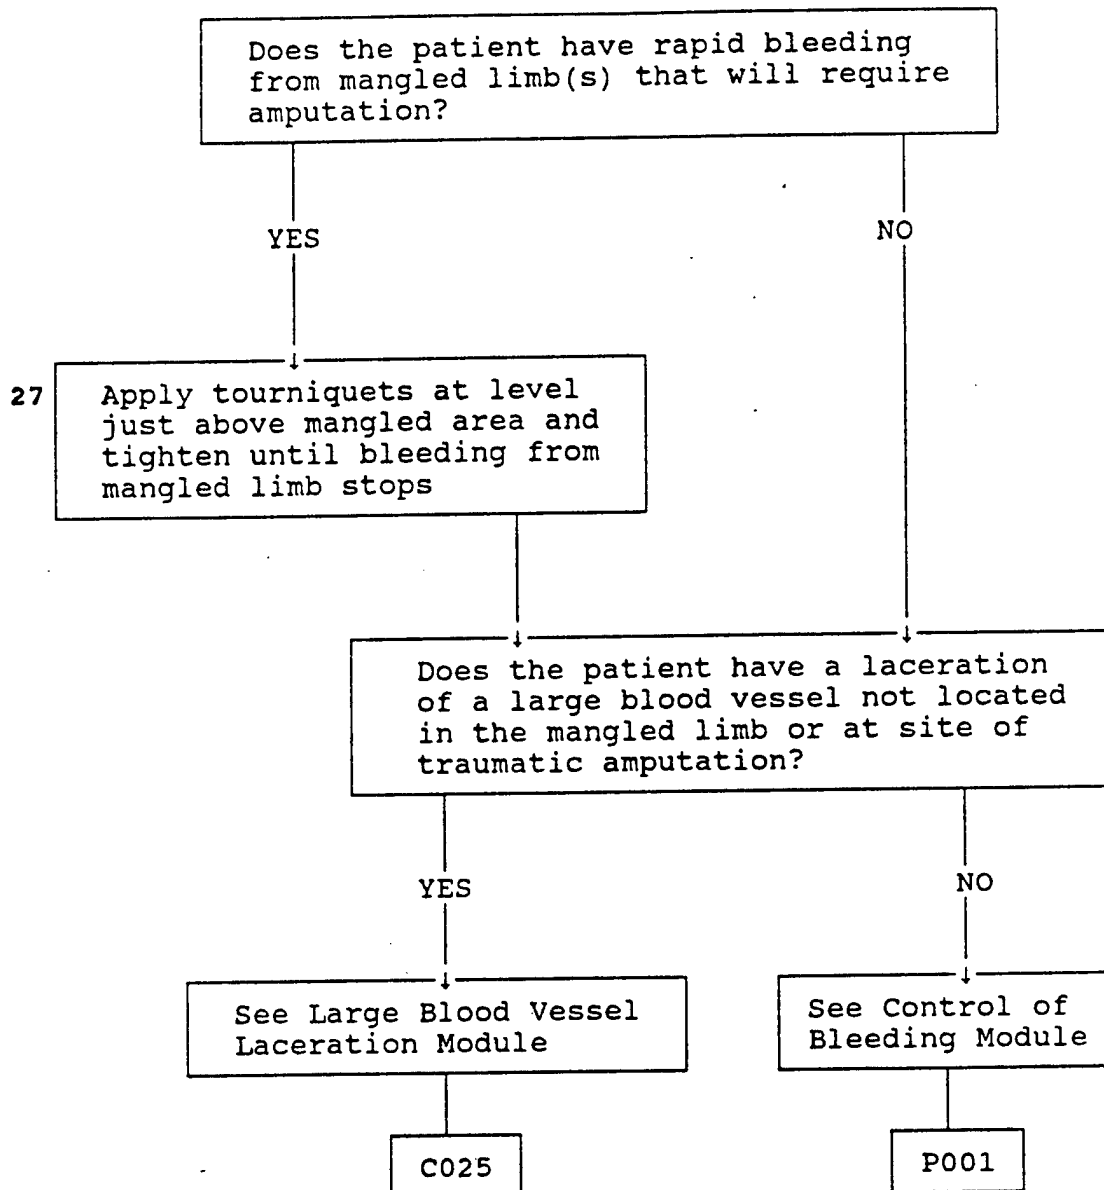 Does the patient have rapid bleeding
from mangled limb(s) that will require
amputation?
YES
NO
27
Apply tourniquets at level
just above mangled area and
tighten until bleeding from
mangled limb stops
Does the patient have a laceration
of a large blood vessel not located
in the mangled limb or at site of
traumatic amputation?
YES
NO
See Large Blood Vessel
Laceration Module
See Control of
Bleeding Module
C025
P001